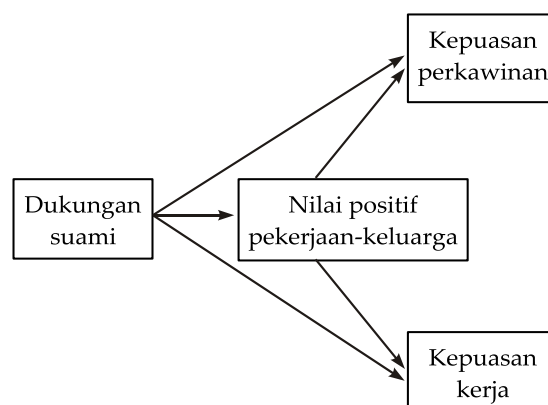 Kepuasan
perkawinan
Dukungan
suami
Nilai positif
pekerjaan-keluarga
Kepuasan
kerja